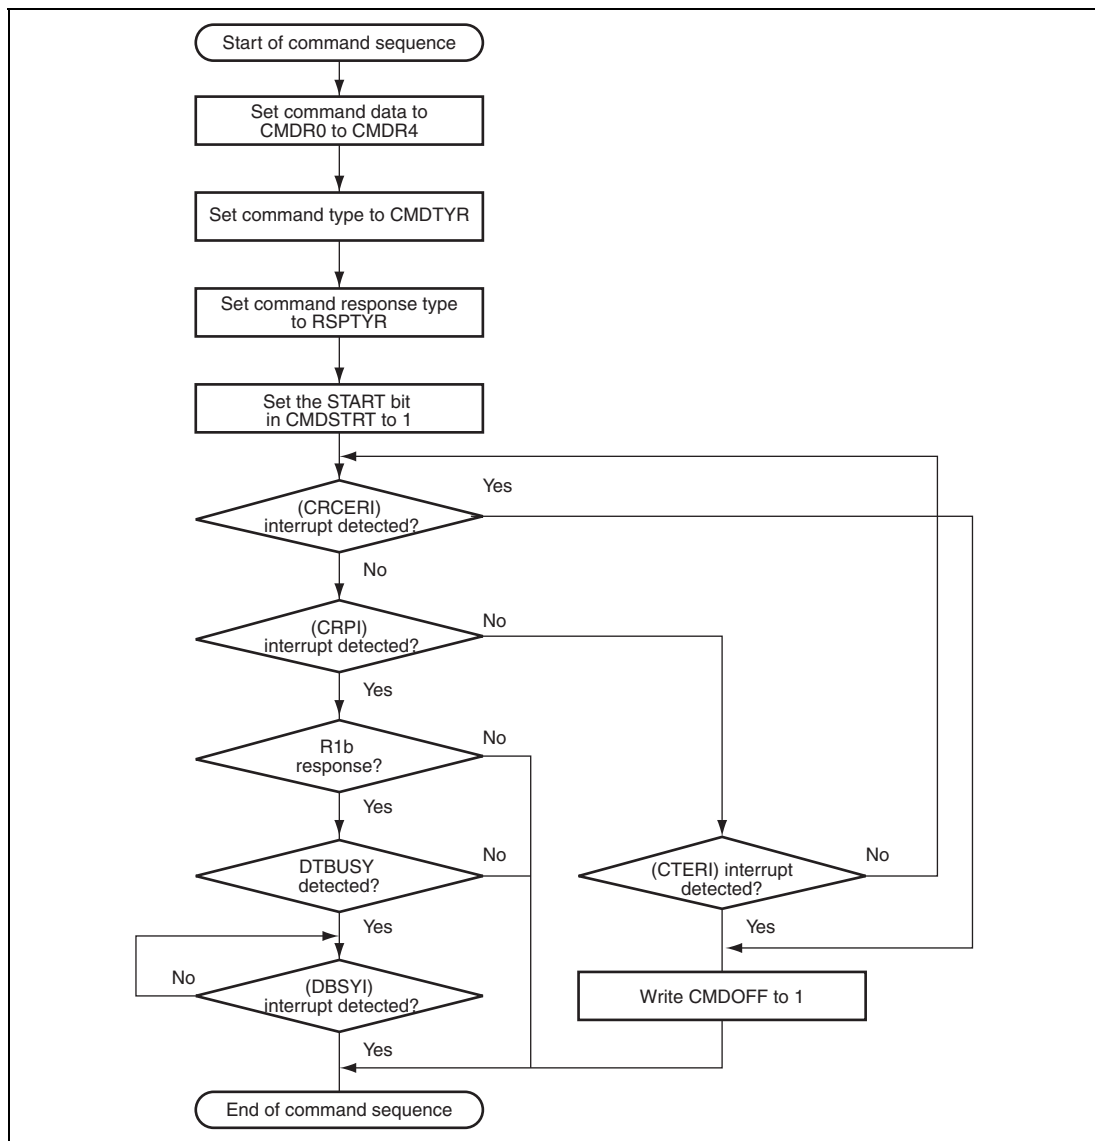 Start of command sequence
Set command data to
CMDR0 to CMDR4
Set command type to CMDTYR
Set command response type
to RSPTYR
Set the START bit
in CMDSTRT to 1
(CRCERI)
interrupt detected?
Yes
No
(CRPI)
interrupt detected?
No
Yes
R1b
response?
No
Yes
DTBUSY
detected?
No
Yes
(CTERI) interrupt
detected?
No
Yes
(DBSYI)
interrupt detected?
No
Yes
Write CMDOFF to 1
End of command sequence